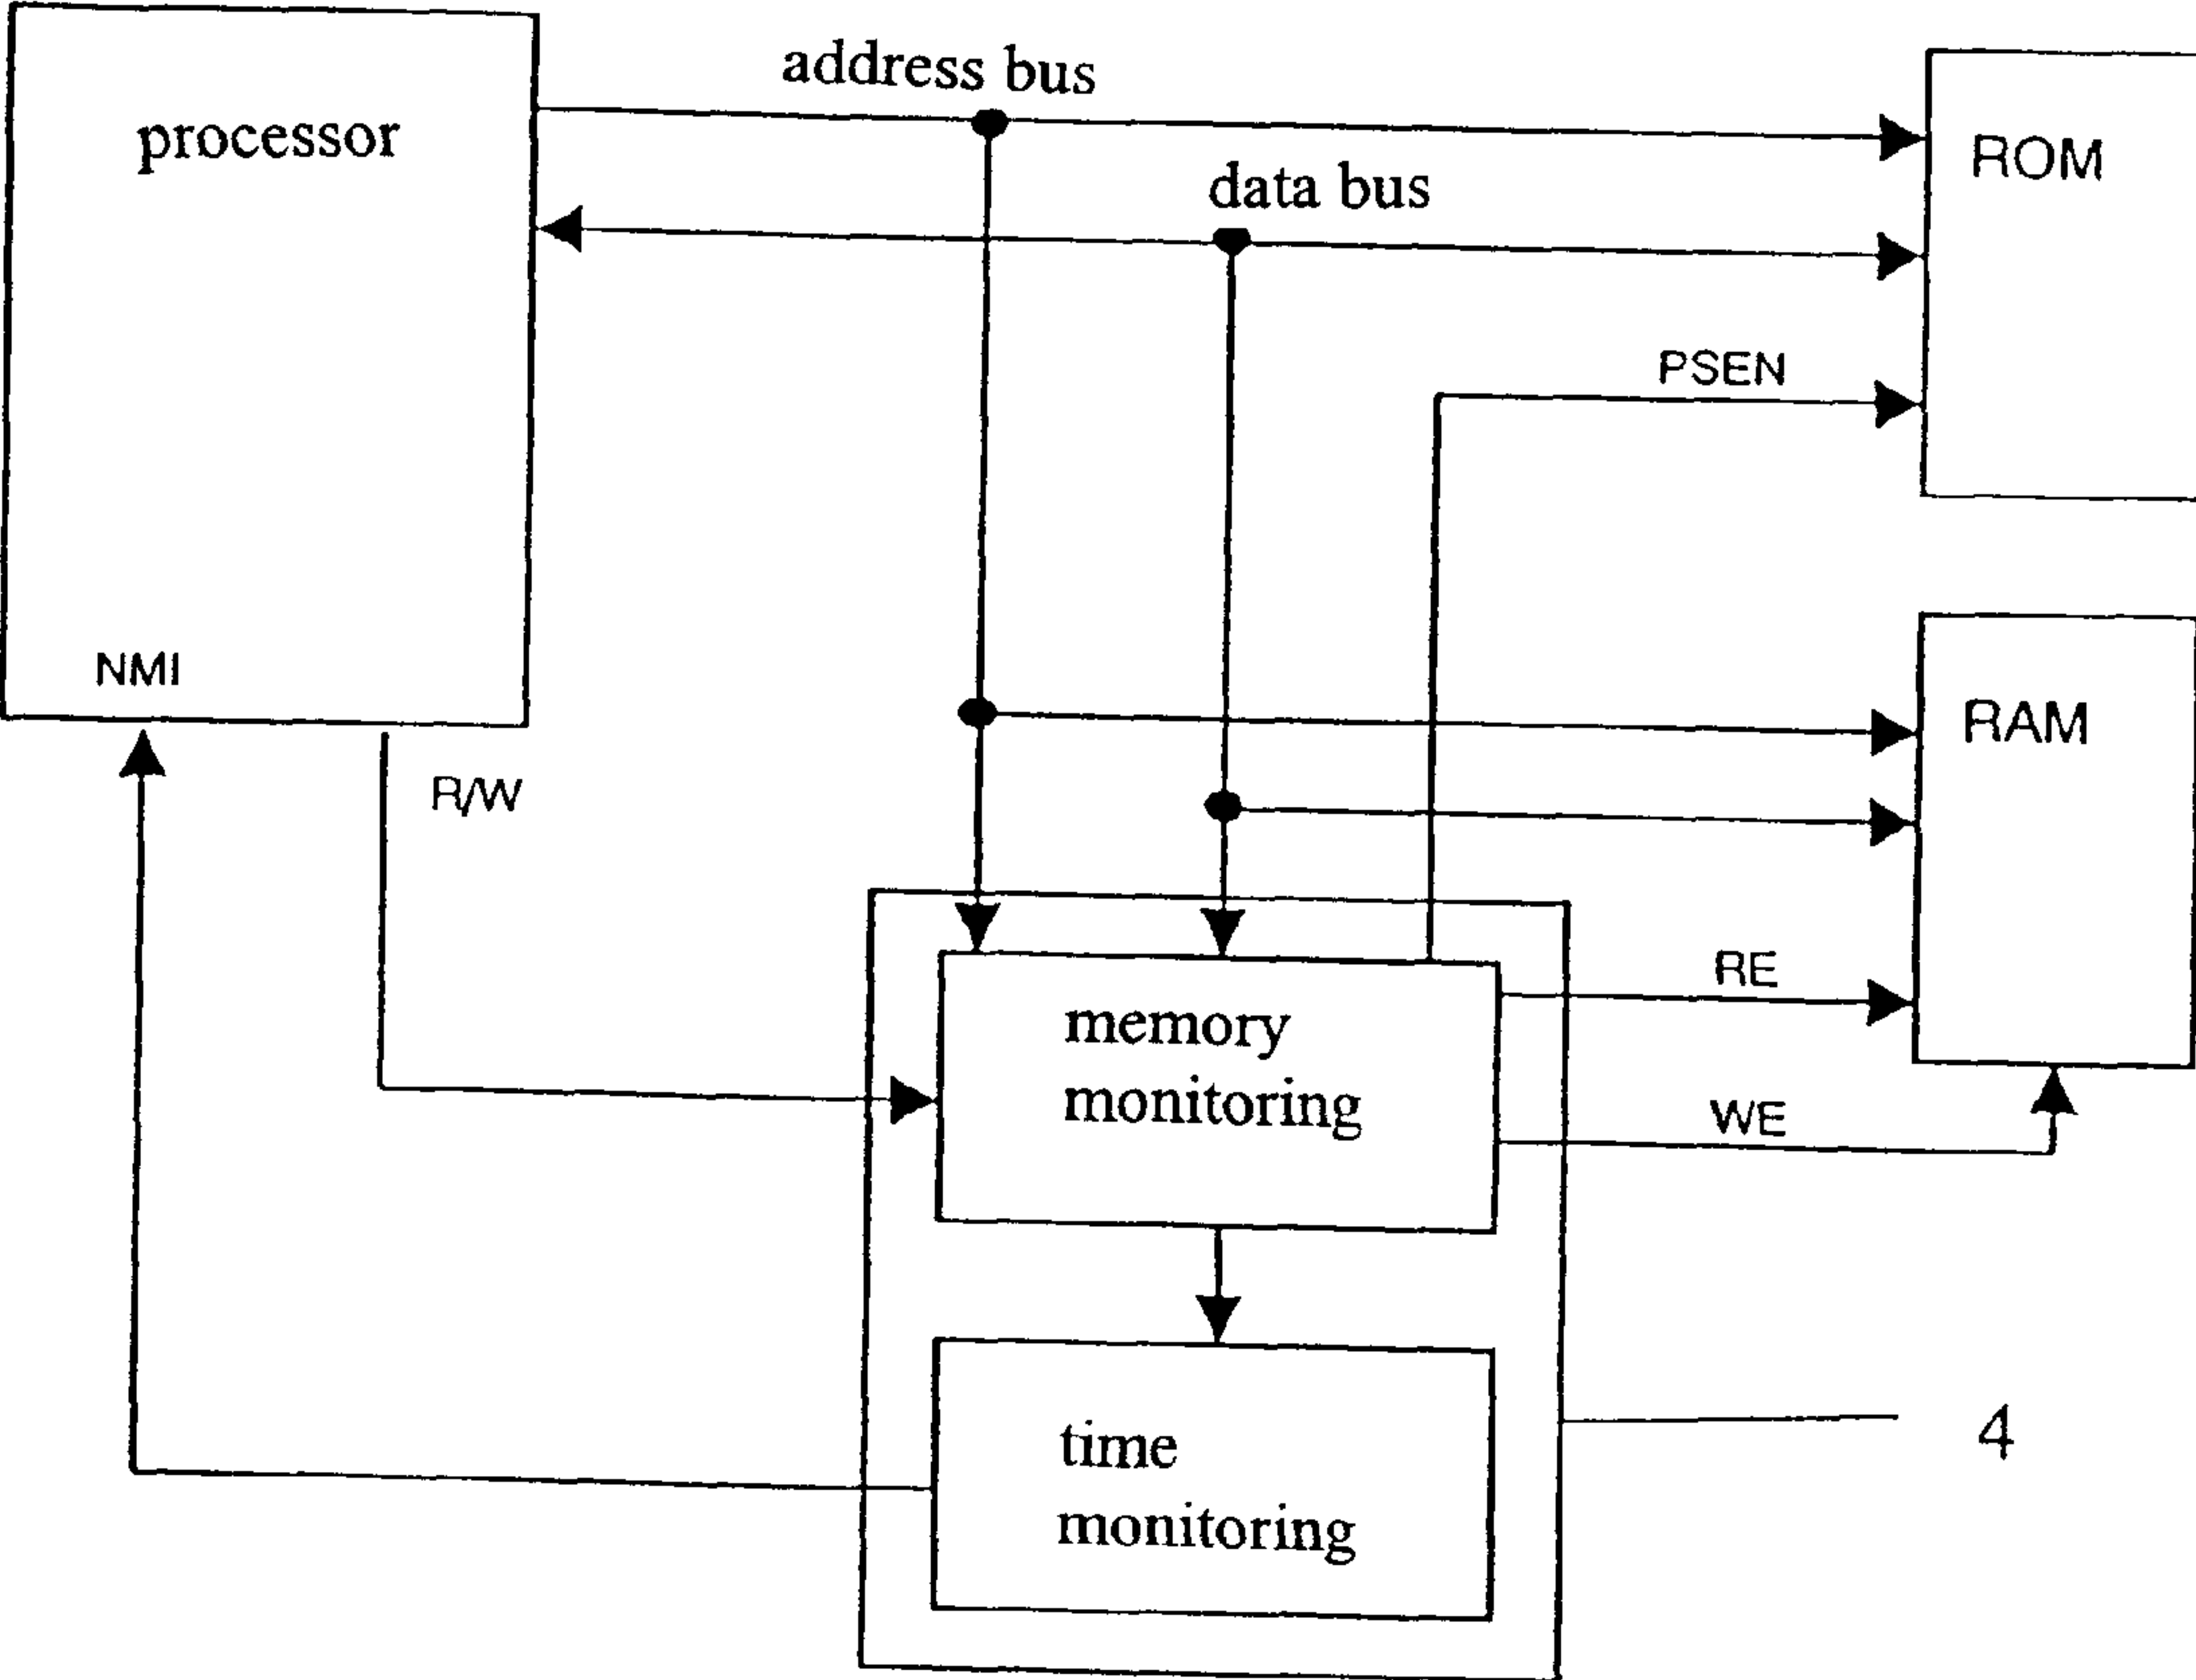 address bus
processor
ROM
data bus
PSEN
NMI
RAM
R/W
RE
memory
monitoring
WE
time
monitoring
4